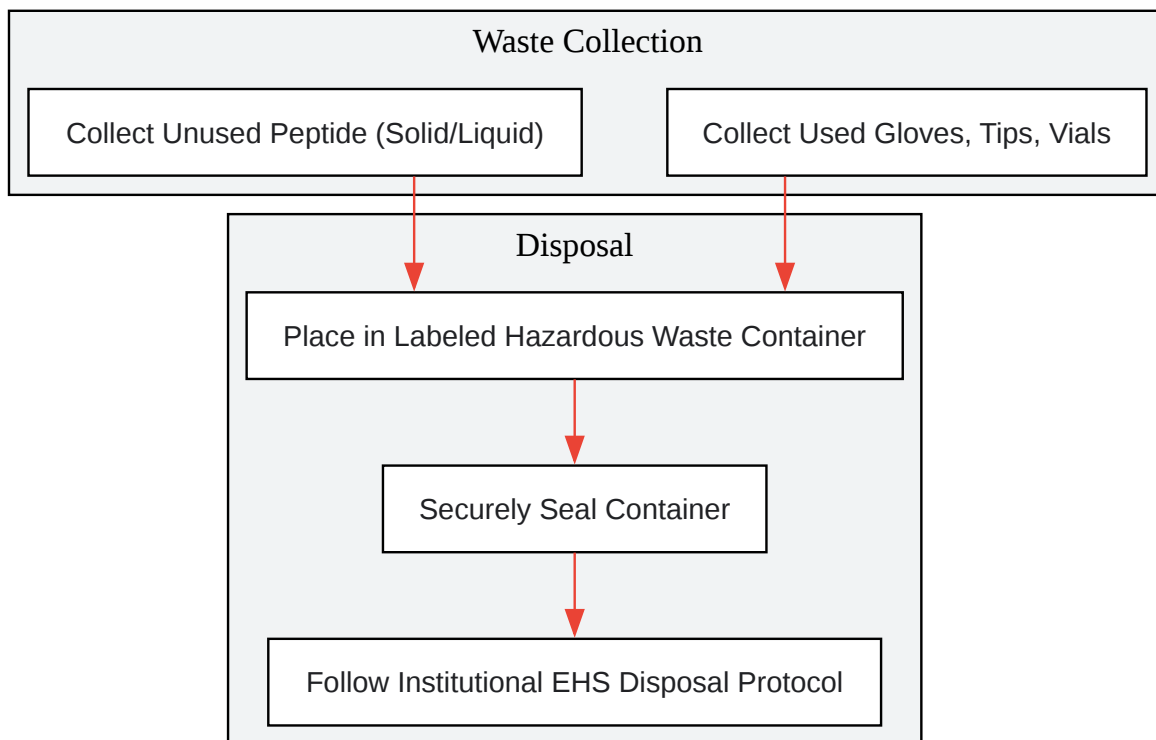 Waste Collection
Collect Unused Peptide (Solid/Liquid)
Collect Used Gloves, Tips, Vials
Disposal
Place in Labeled Hazardous Waste Container
Securely Seal Container
Follow Institutional EHS Disposal Protocol